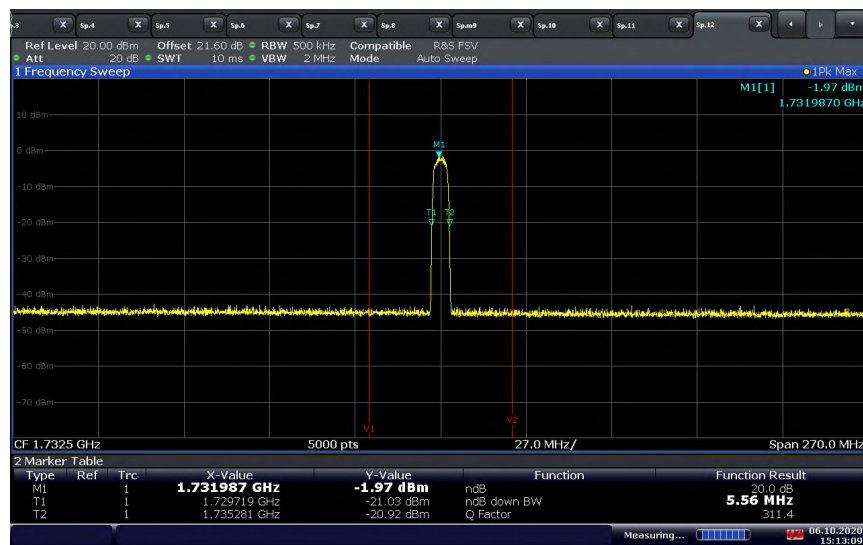 .3 X Sp.4 X Sp.5 X Sp.6 X Sp.7 X Sp.8 X Sp.m9 X Sp.10 X Sp.11 X Sp.12 X
Ref Level 20.00 dBm Offset 21.60 dB RBW 500 kHz Compatible R&S FSV
Att 20 dB SWT 10 ms VBW 2 MHz Mode Auto Sweep
1 Frequency Sweep 1Pk Max
M1[1] -1.97 dBm
1.7319870 GHz
10 dBm
0 dBm
M1
-10 dBm
T1 T2
-20 dBm
-30 dBm
-40 dBm
-50 dBm
-60 dBm
-70 dBm
V1 V2
CF 1.7325 GHz 5000 pts 27.0 MHz/ Span 270.0 MHz
2 Marker Table
Type Ref Trc X-Value Y-Value Function Function Result
M1 1 1.731987 GHz -1.97 dBm ndB 20.0 dB
T1 1 1.729719 GHz -21.03 dBm ndB down BW 5.56 MHz
T2 1 1.735281 GHz -20.92 dBm Q Factor 311.4
Measuring... 06.10.2020
15:13:09